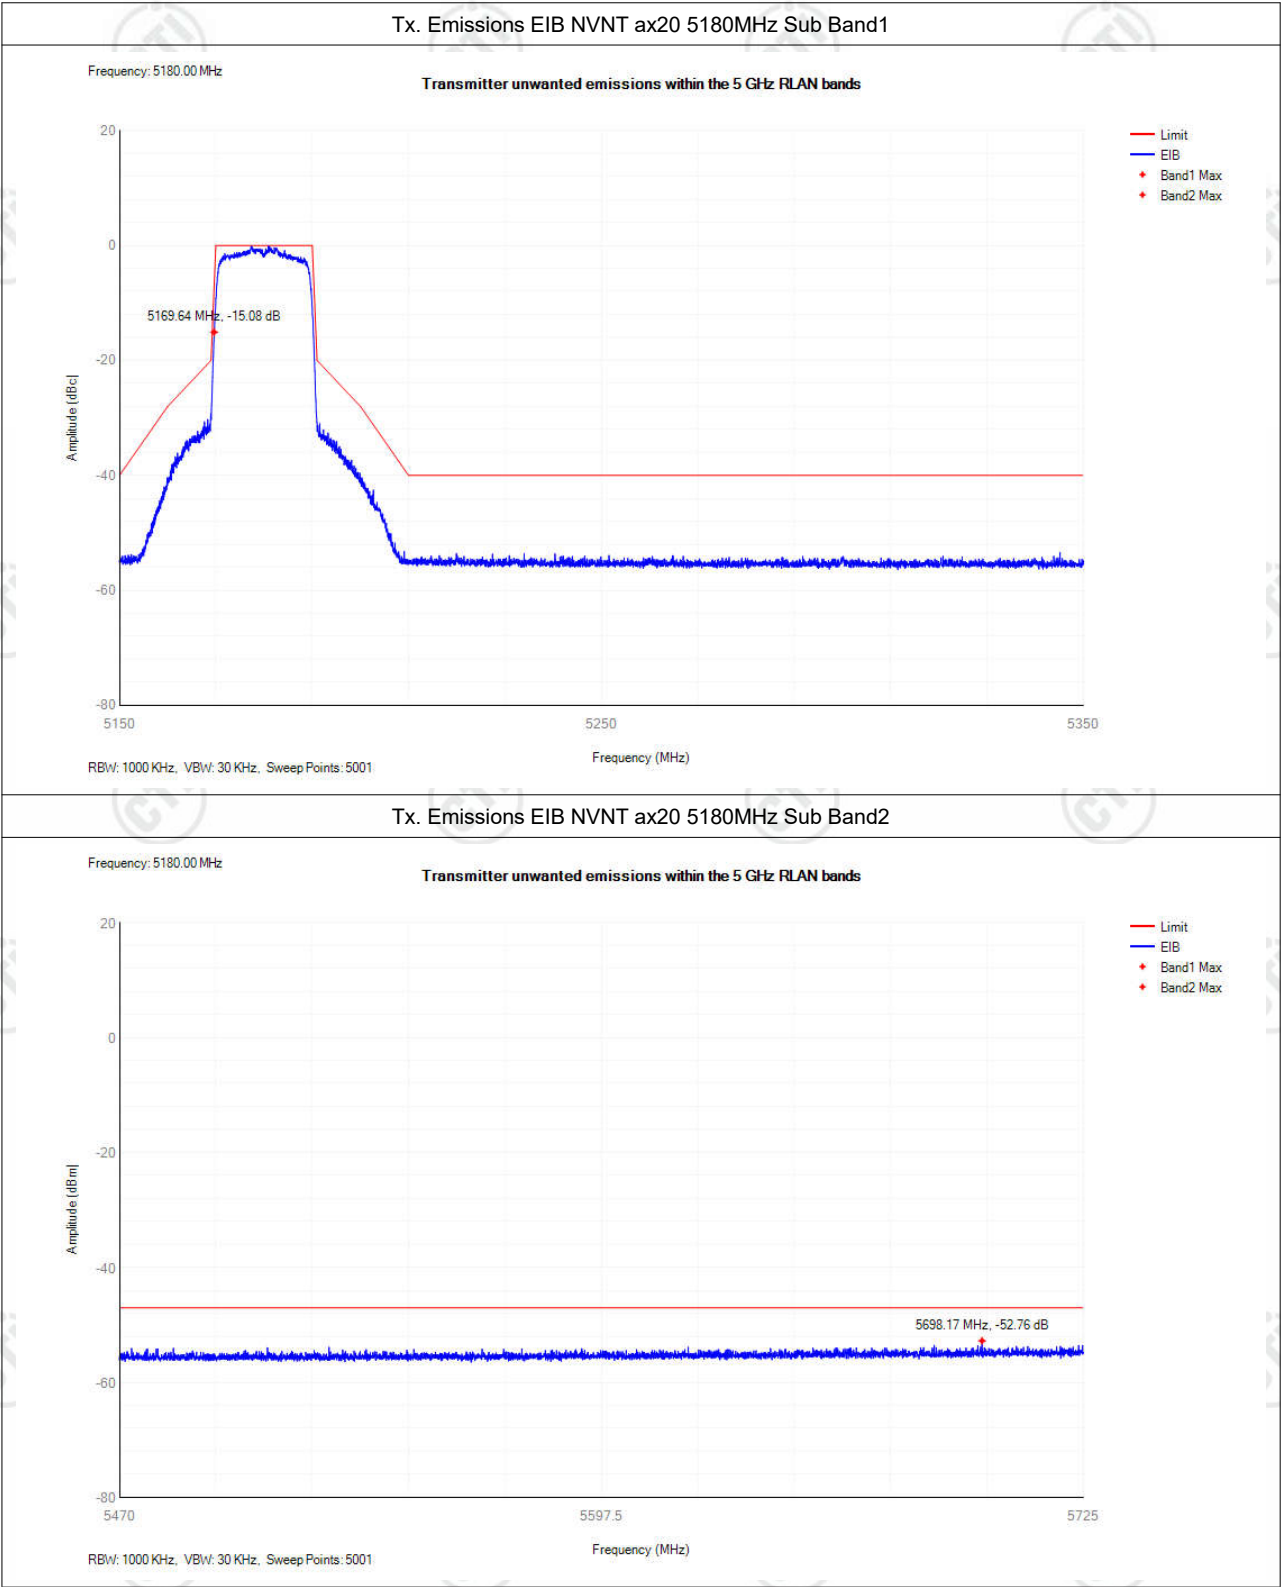 Tx. Emissions EIB NVNT ax20 5180MHz Sub Band1
Frequency: 5180.00 MHz
Transmitter unwanted emissions within the 5 GHz RLAN bands
Limit
EIB
Band1 Max
Band2 Max
20
0
5169.64 MHz, -15.08 dB
-20
Amplitude [dBc]
-40
-60
-80
5150
5250
5350
Frequency (MHz)
RBW: 1000 KHz, VBW: 30 KHz, Sweep Points: 5001
Tx. Emissions EIB NVNT ax20 5180MHz Sub Band2
Frequency: 5180.00 MHz
Transmitter unwanted emissions within the 5 GHz RLAN bands
Limit
EIB
Band1 Max
Band2 Max
20
0
-20
Amplitude [dBm]
-40
5698.17 MHz, -52.76 dB
-60
-80
5470
5597.5
5725
Frequency (MHz)
RBW: 1000 KHz, VBW: 30 KHz, Sweep Points: 5001